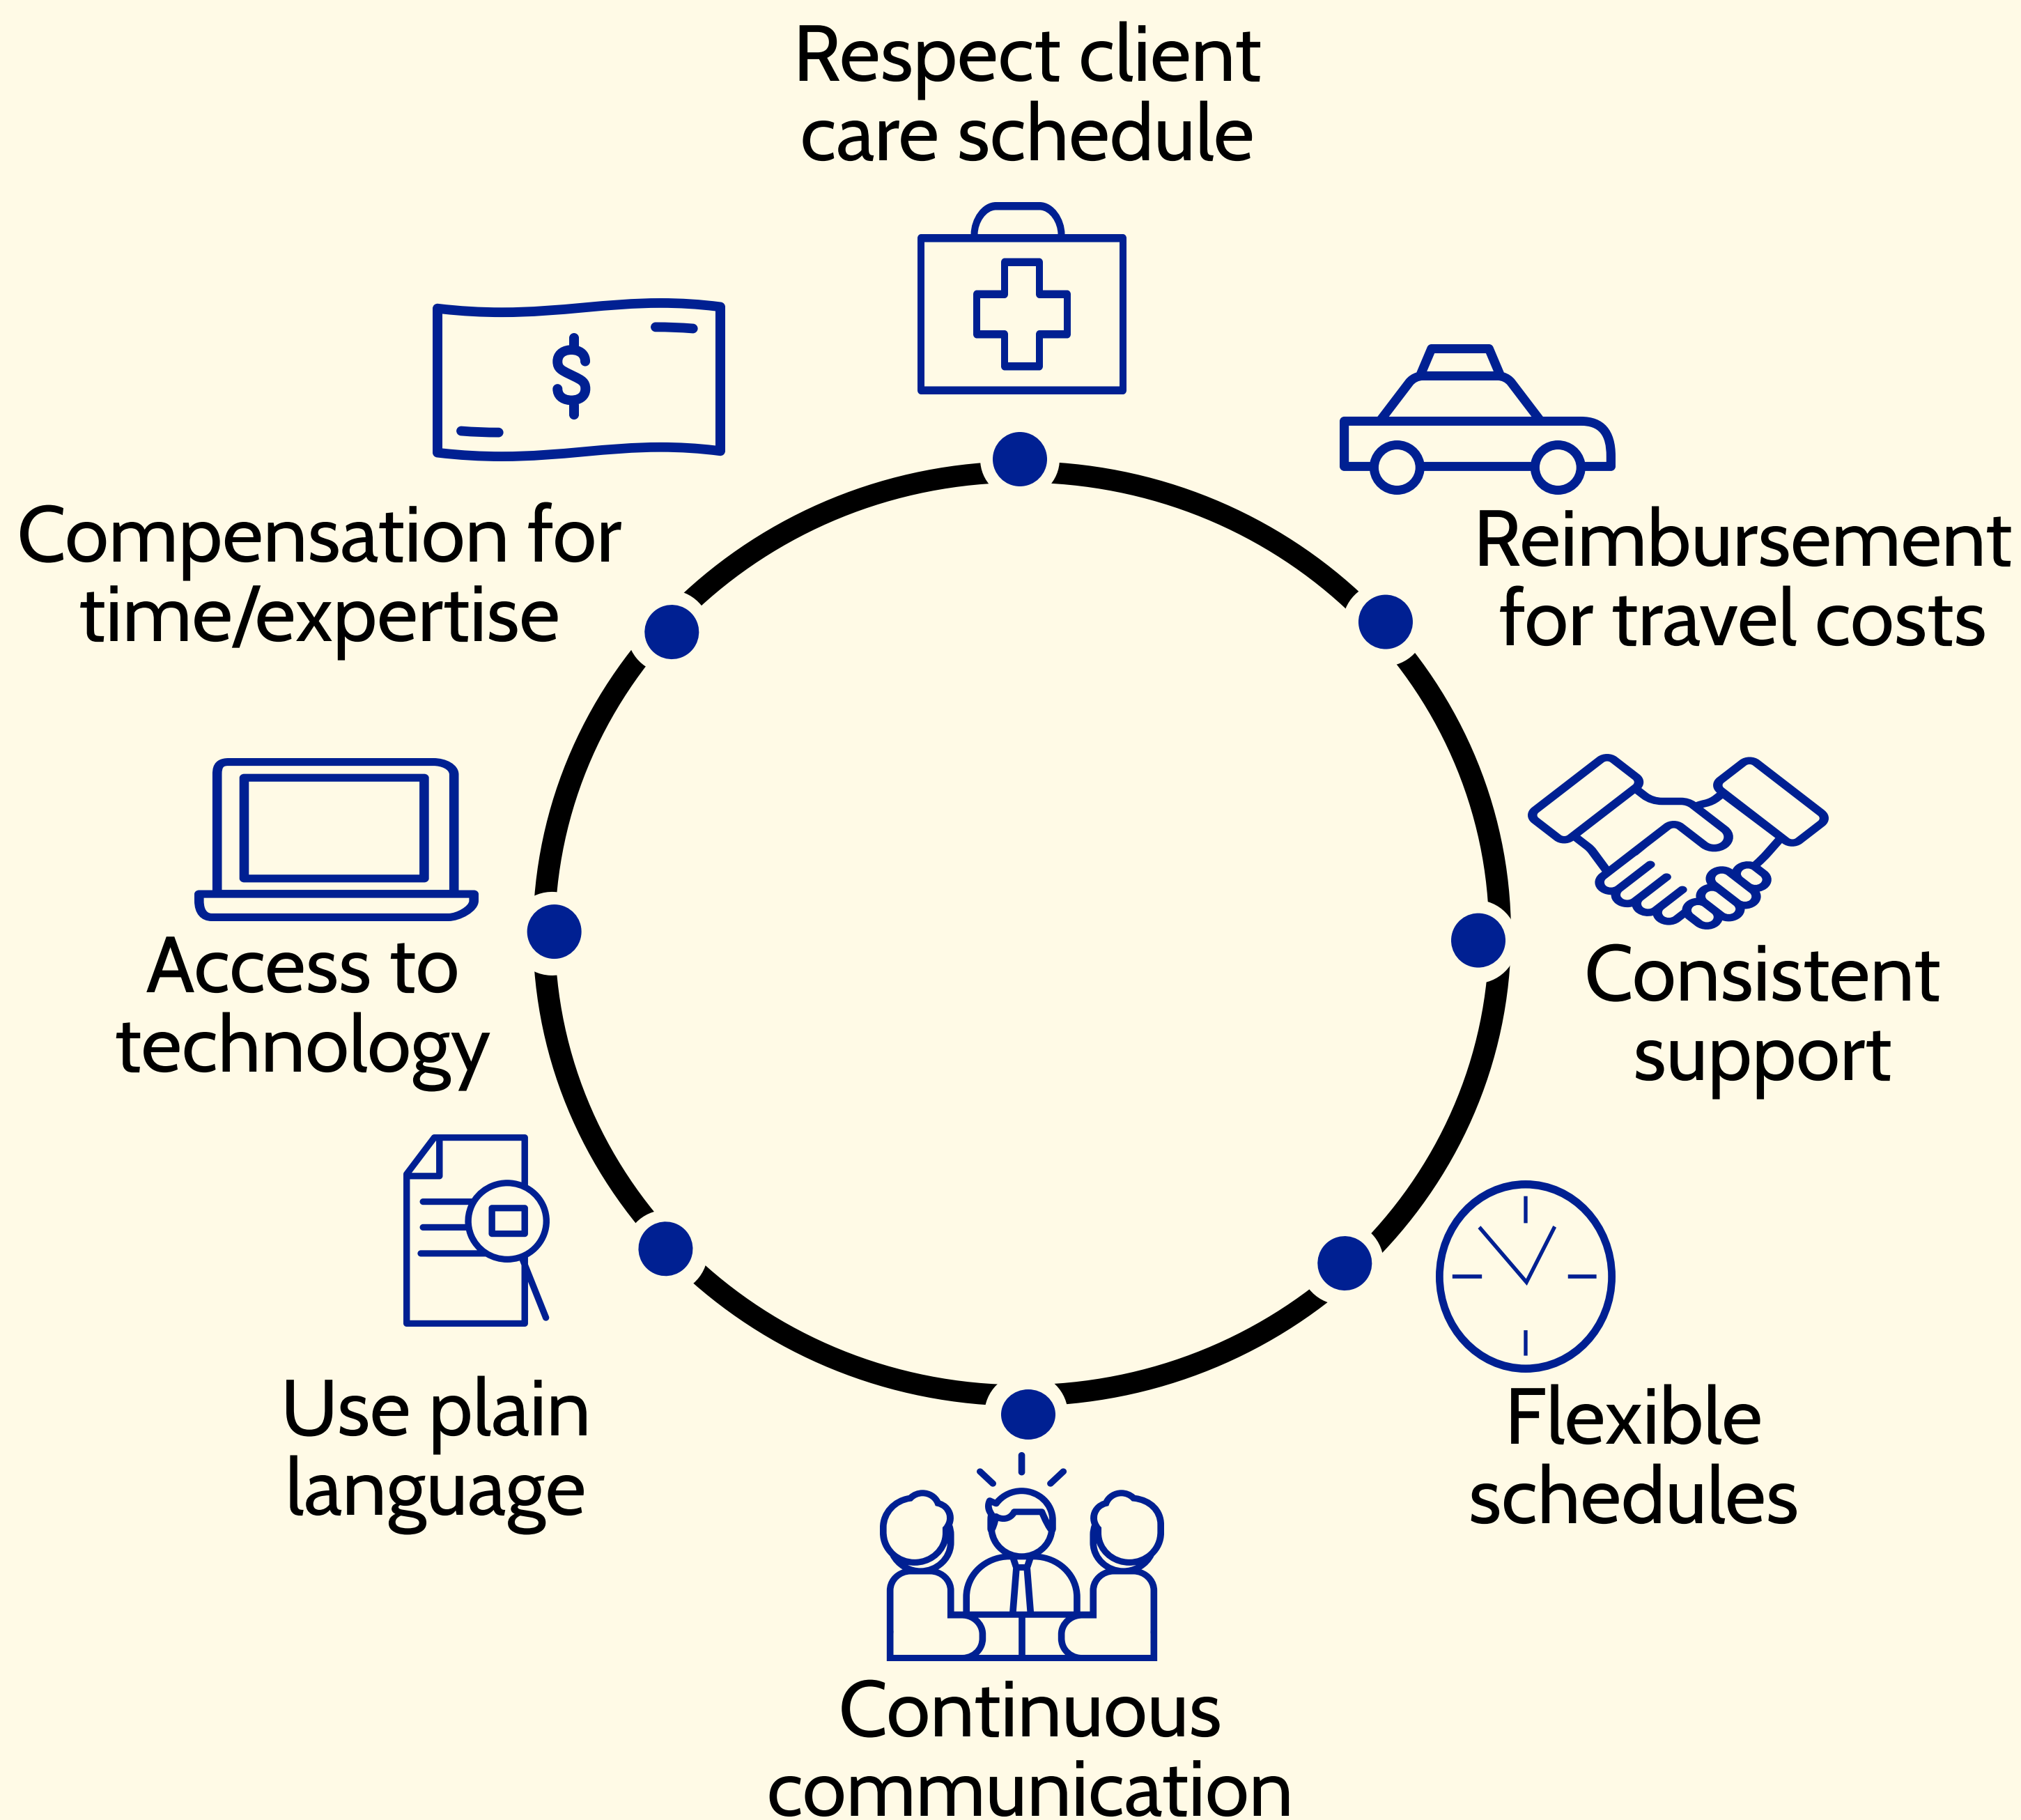 Respect client
care schedule
$
Compensation for
time/expertise
Reimbursement
for travel costs
Access to
technology
Consistent
support
Use plain
language
Flexible
schedules
Continuous
communication